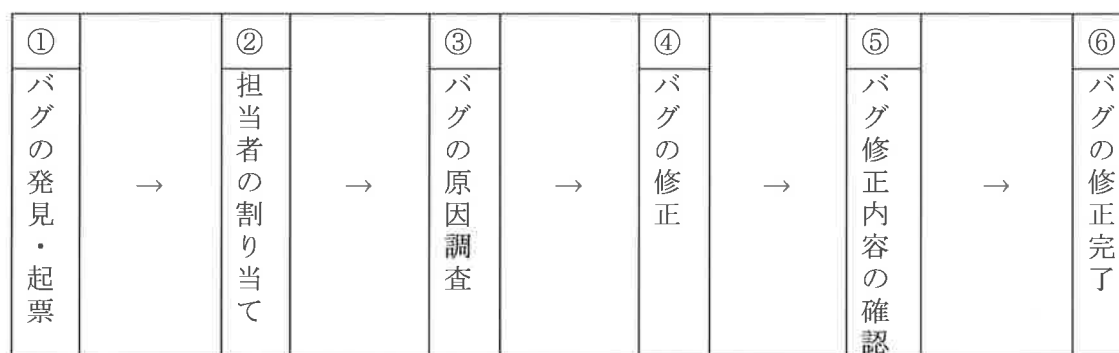 ①
バグの発見・起票
→
②
担当者の割り当て
→
③
バグの原因調査
→
④
バグの修正
→
⑤
バグ修正内容の確認
→
⑥
バグの修正完了